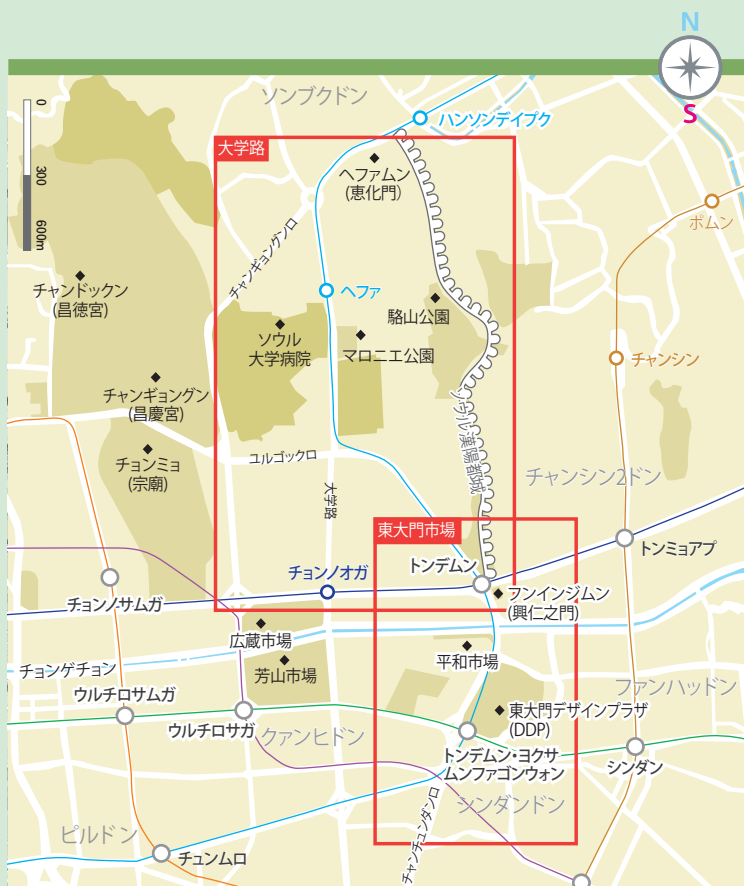 N
S
0
300
600m
ソンブクドン
ハンソンデイプク
大学路
ヘファムン
(恵化門)
ポムン
チャンギョングンロ
チャンドックン
(昌徳宮)
ヘファ
駱山公園
ソウル
大学病院
マロニエ公園
チャンシン
チャンギョングン
(昌慶宮)
ソウル漢陽都城
チョンミョ
(宗廟)
ユルゴックロ
チャンシン2ドン
大学路
東大門市場
トンミョアプ
トンデムン
チョンノオガ
フンインジムン
(興仁之門)
チョンノサムガ
広蔵市場
平和市場
チョンゲチョン
芳山市場
ファンハッドン
ウルチロサムガ
東大門デザインプラザ
(DDP)
ウルチロサガ
クァンヒドン
トンデムン・ヨクサ
ムンファゴンウォン
シンダン
シンダンドン
チャンチュンダンロ
ピルドン
チュンムロ